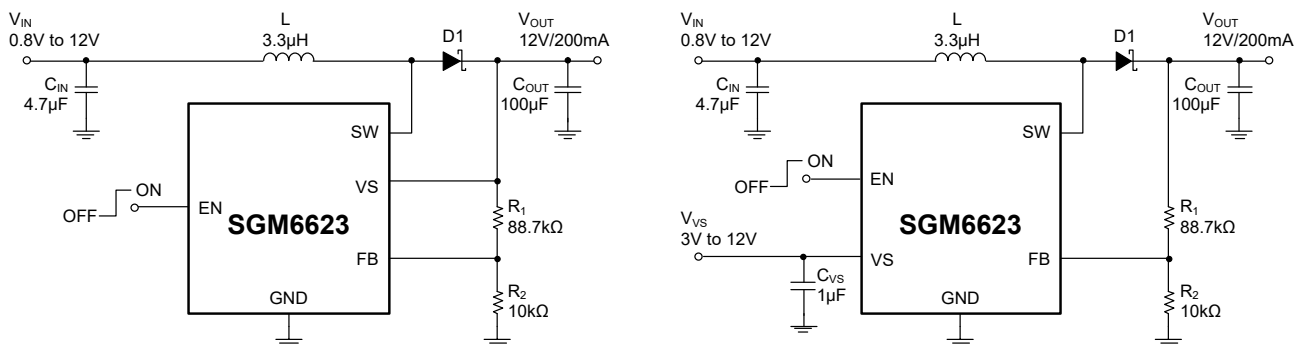 VIN
0.8V to 12V
L
3.3µH
D1
VOUT
12V/200mA
CIN
4.7µF
COUT
100µF
SW
VS
ON
OFF
EN
SGM6623
R1
88.7kΩ
FB
R2
10kΩ
GND
VIN
0.8V to 12V
L
3.3µH
D1
VOUT
12V/200mA
CIN
4.7µF
COUT
100µF
SW
ON
OFF
EN
SGM6623
R1
88.7kΩ
VVS
3V to 12V
VS
FB
CVS
1µF
R2
10kΩ
GND